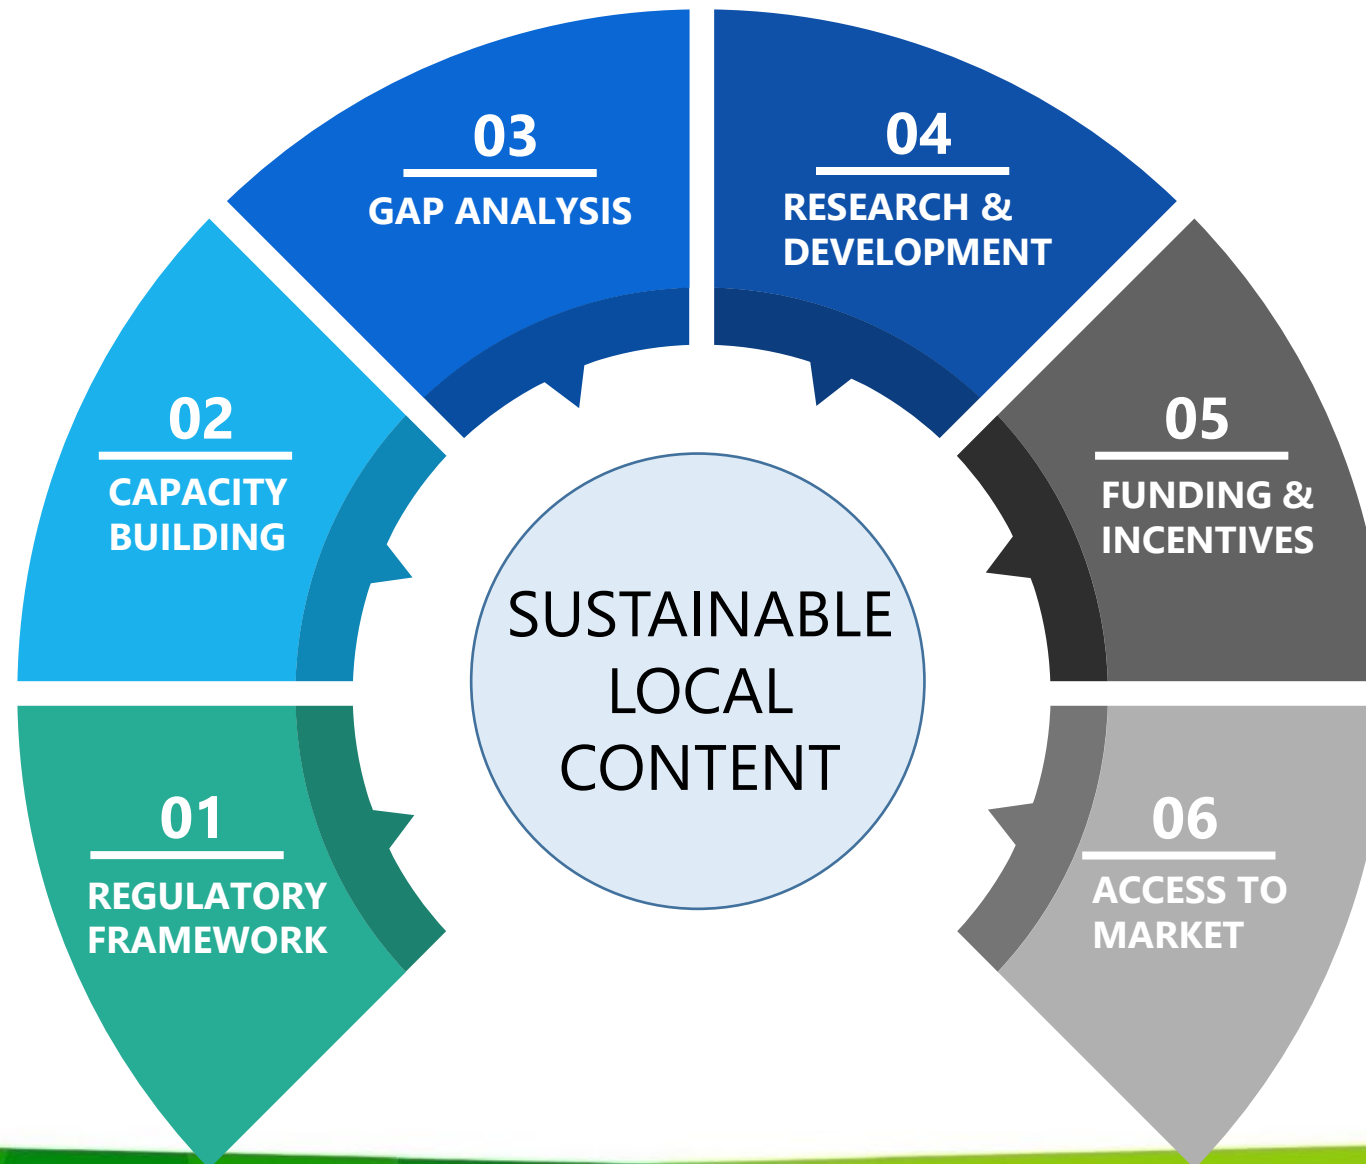 01
REGULATORY
FRAMEWORK
02
CAPACITY
BUILDING
03
GAP ANALYSIS
04
RESEARCH &
DEVELOPMENT
05
FUNDING &
INCENTIVES
06
ACCESS TO
MARKET
SUSTAINABLE
LOCAL
CONTENT